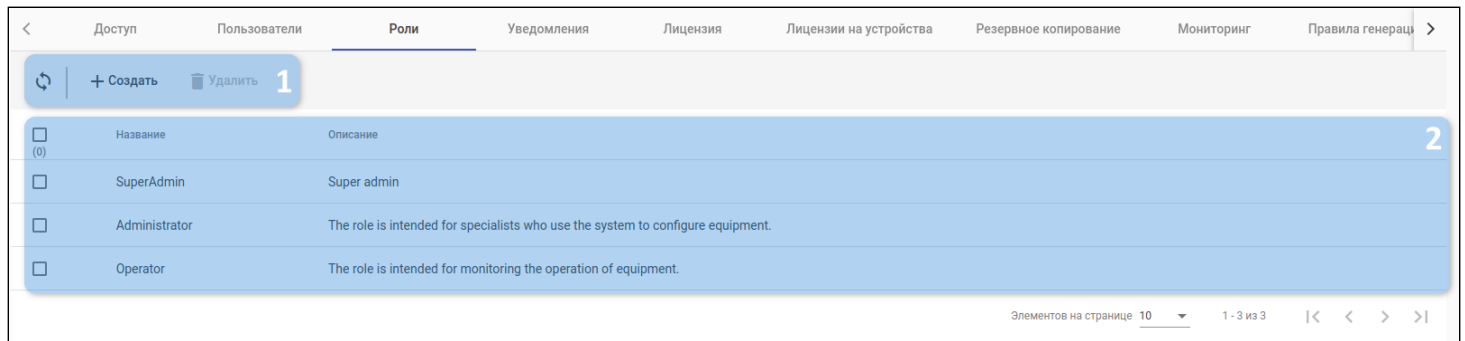 Доступ Пользователи Роли Уведомления Лицензия Лицензии на устройства Резервное копирование Мониторинг Правила генерац
+ Создать Удалить 1
Название Описание 2
(0)
SuperAdmin Super admin
Administrator The role is intended for specialists who use the system to configure equipment.
Operator The role is intended for monitoring the operation of equipment.
Элементов на странице 10 1 - 3 из 3